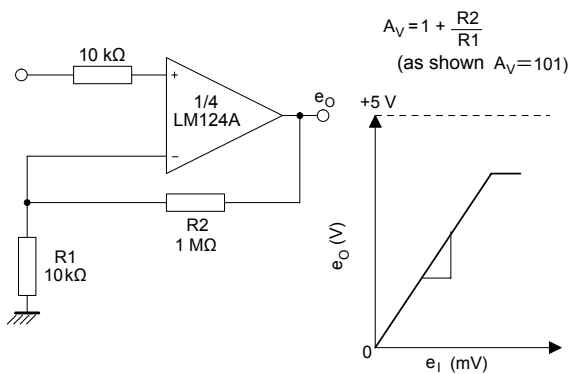 A_V = 1 + R2
R1
(as shown A_V = 101)
10 kΩ
+
1/4
LM124A
−
e_O
R2
1 MΩ
R1
10kΩ
+5 V
e_O (V)
0
e_I (mV)